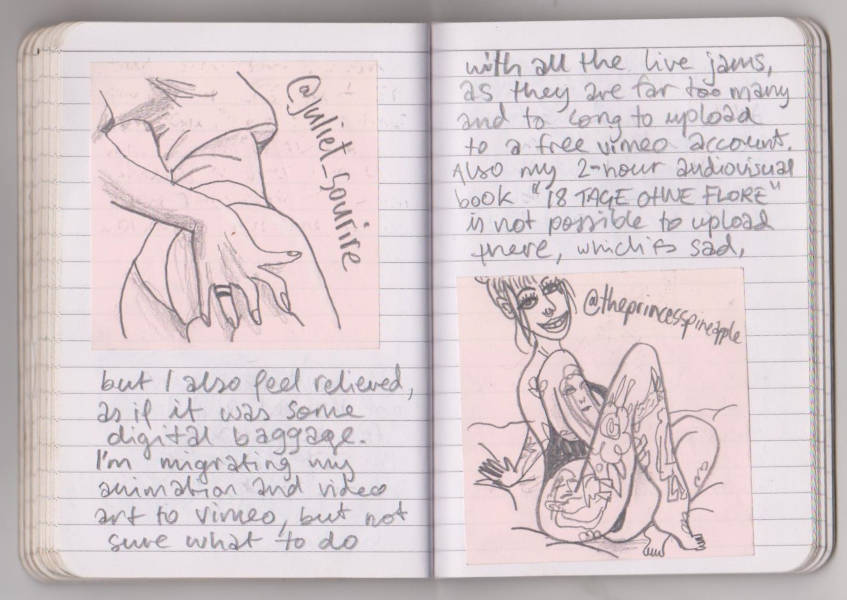 @juliet_sourire
but I also feel relieved,
as if it was some
digital baggage.
I'm migrating my
animation and video
art to vimeo, but not
sure what to do
with all the live jams,
as they are far too many
and to long to upload
to a free vimeo account.
Also my 2-hour audiovisual
book "18 TAGE OHNE FLORE"
is not possible to upload
there, which is sad,
@theprincesspineapple